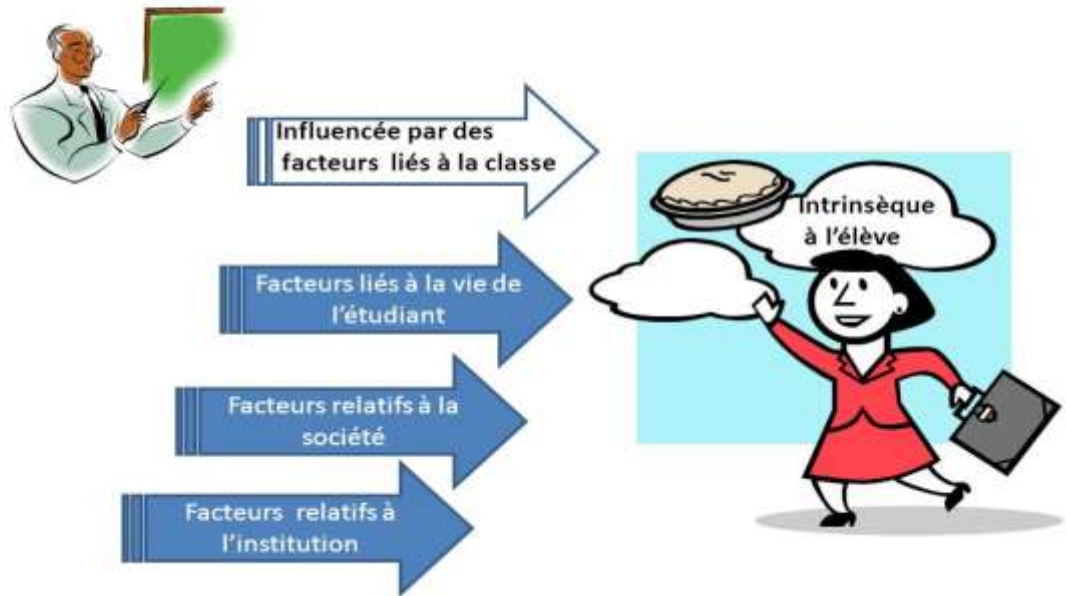 Influencée par des
facteurs liés à la classe
Intrinsèque
à l'élève
Facteurs liés à la vie de
l'étudiant
Facteurs relatifs à la
société
Facteurs relatifs à
l'institution